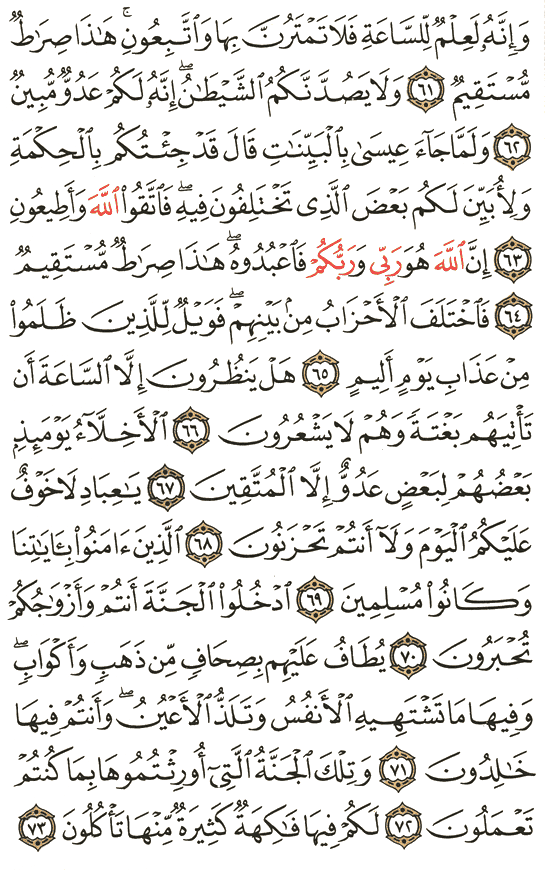 وَإِنَّهُۥ لَعِلْمٌ لِّلسَّاعَةِ فَلَا تَمْتَرُنَّ بِهَا وَٱتَّبِعُونِ ۚ هَٰذَا صِرَٰطٌ
مُّسْتَقِيمٌ ٦١ وَلَا يَصُدَّنَّكُمُ ٱلشَّيْطَٰنُ ۖ إِنَّهُۥ لَكُمْ عَدُوٌّ مُّبِينٌ
٦٢ وَلَمَّا جَآءَ عِيسَىٰ بِٱلْبَيِّنَٰتِ قَالَ قَدْ جِئْتُكُم بِٱلْحِكْمَةِ
وَلِأُبَيِّنَ لَكُم بَعْضَ ٱلَّذِى تَخْتَلِفُونَ فِيهِ ۖ فَٱتَّقُوا۟ ٱللَّهَ وَأَطِيعُونِ
٦٣ إِنَّ ٱللَّهَ هُوَ رَبِّى وَرَبُّكُمْ فَٱعْبُدُوهُ ۚ هَٰذَا صِرَٰطٌ مُّسْتَقِيمٌ
٦٤ فَٱخْتَلَفَ ٱلْأَحْزَابُ مِنۢ بَيْنِهِمْ ۖ فَوَيْلٌ لِّلَّذِينَ ظَلَمُوا۟
مِنْ عَذَابِ يَوْمٍ أَلِيمٍ ٦٥ هَلْ يَنظُرُونَ إِلَّا ٱلسَّاعَةَ أَن
تَأْتِيَهُم بَغْتَةً وَهُمْ لَا يَشْعُرُونَ ٦٦ ٱلْأَخِلَّآءُ يَوْمَئِذٍۭ
بَعْضُهُمْ لِبَعْضٍ عَدُوٌّ إِلَّا ٱلْمُتَّقِينَ ٦٧ يَٰعِبَادِ لَا خَوْفٌ
عَلَيْكُمُ ٱلْيَوْمَ وَلَآ أَنتُمْ تَحْزَنُونَ ٦٨ ٱلَّذِينَ ءَامَنُوا۟ بِـَٔايَٰتِنَا
وَكَانُوا۟ مُسْلِمِينَ ٦٩ ٱدْخُلُوا۟ ٱلْجَنَّةَ أَنتُمْ وَأَزْوَٰجُكُمْ
تُحْبَرُونَ ٧٠ يُطَافُ عَلَيْهِم بِصِحَافٍ مِّن ذَهَبٍ وَأَكْوَابٍ ۖ
وَفِيهَا مَا تَشْتَهِيهِ ٱلْأَنفُسُ وَتَلَذُّ ٱلْأَعْيُنُ ۖ وَأَنتُمْ فِيهَا
خَٰلِدُونَ ٧١ وَتِلْكَ ٱلْجَنَّةُ ٱلَّتِىٓ أُورِثْتُمُوهَا بِمَا كُنتُمْ
تَعْمَلُونَ ٧٢ لَكُمْ فِيهَا فَٰكِهَةٌ كَثِيرَةٌ مِّنْهَا تَأْكُلُونَ ٧٣